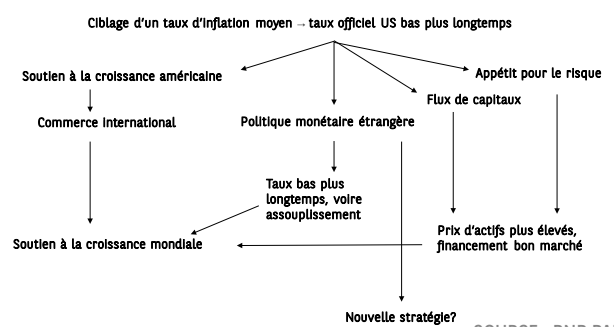 Ciblage d'un taux d'inflation moyen → taux officiel US bas plus longtemps
Soutien à la croissance américaine
Appétit pour le risque
Flux de capitaux
Commerce international
Politique monétaire étrangère
Taux bas plus
longtemps, voire
assouplissement
Soutien à la croissance mondiale
Prix d'actifs plus élevés,
financement bon marché
Nouvelle stratégie?